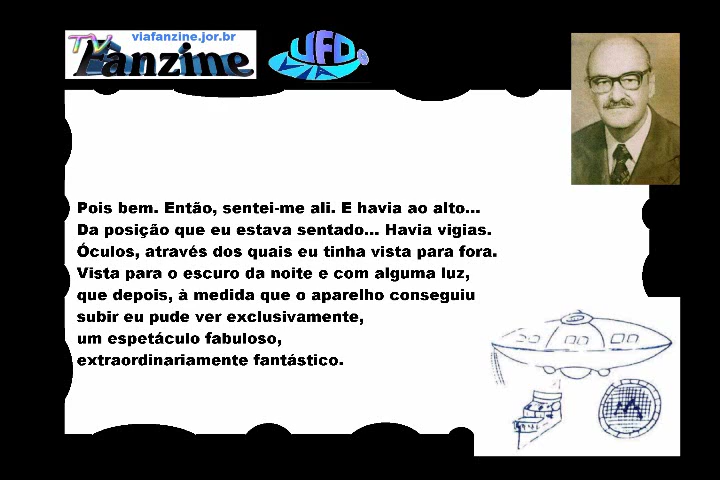 viafanzine.jor.br
TV Fanzine
UFO
VIA
Pois bem. Então, sentei-me ali. E havia ao alto...
Da posição que eu estava sentado... Havia vigias.
Óculos, através dos quais eu tinha vista para fora.
Vista para o escuro da noite e com alguma luz,
que depois, à medida que o aparelho conseguiu
subir eu pude ver exclusivamente,
um espetáculo fabuloso,
extraordinariamente fantástico.